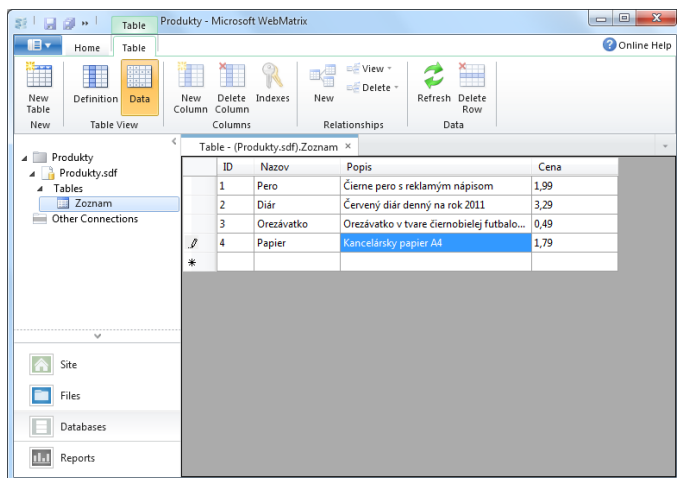 Table
Produkty - Microsoft WebMatrix
Home Table
Online Help
New Table
Definition
Data
New Column
Delete Column
Indexes
New
View
Delete
Refresh
Delete Row
New
Table View
Columns
Relationships
Data
Produkty
Produkty.sdf
Tables
Zoznam
Other Connections
Site
Files
Databases
Reports
Table - (Produkty.sdf).Zoznam ×
ID Nazov Popis Cena
1 Pero Čierne pero s reklamým nápisom 1,99
2 Diár Červený diár denný na rok 2011 3,29
3 Orezávatko Orezávatko v tvare čiernobielej futbalo... 0,49
4 Papier Kancelársky papier A4 1,79